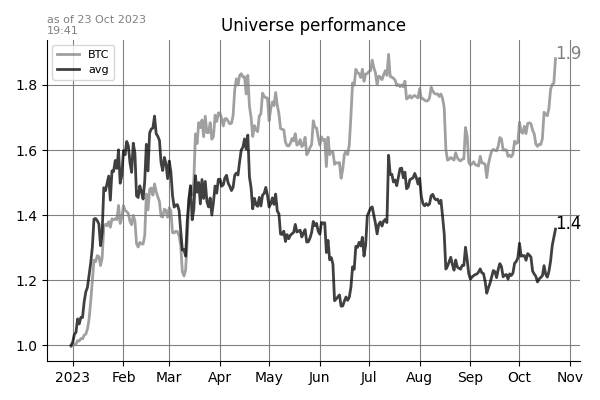 as of 23 Oct 2023
19:41
Universe performance
BTC
avg
1.9
1.4
1.8
1.6
1.4
1.2
1.0
2023 Feb Mar Apr May Jun Jul Aug Sep Oct Nov